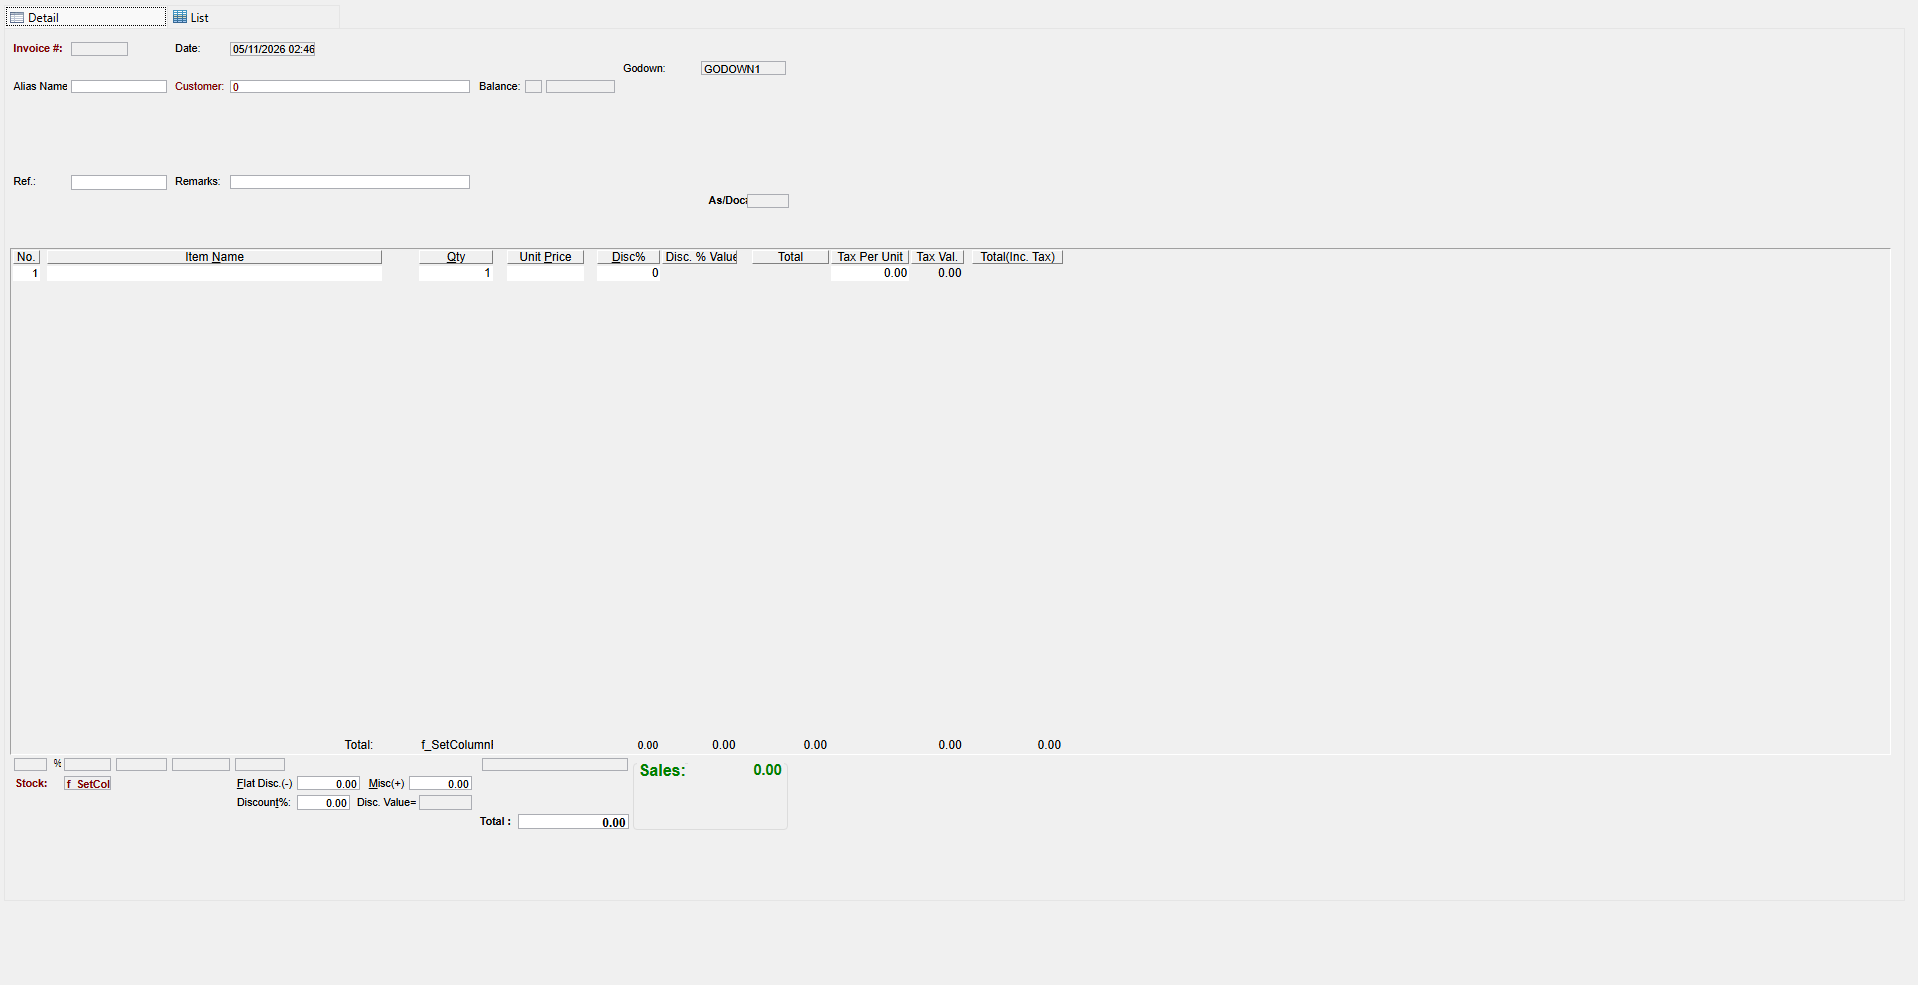 Detail List
Invoice #: Date: 05/11/2026 02:46
Godown: GODOWN1
Alias Name Customer: 0 Balance:
Ref.: Remarks:
As/Doc
No. Item Name Qty Unit Price Disc% Disc. % Value Total Tax Per Unit Tax Val. Total(Inc. Tax)
1 1 0 0.00 0.00
Total: f_SetColumnI 0.00 0.00 0.00 0.00 0.00
%
Sales: 0.00
Stock: f_SetCol Flat Disc.(-) 0.00 Misc(+) 0.00
Discount%: 0.00 Disc. Value=
Total : 0.00